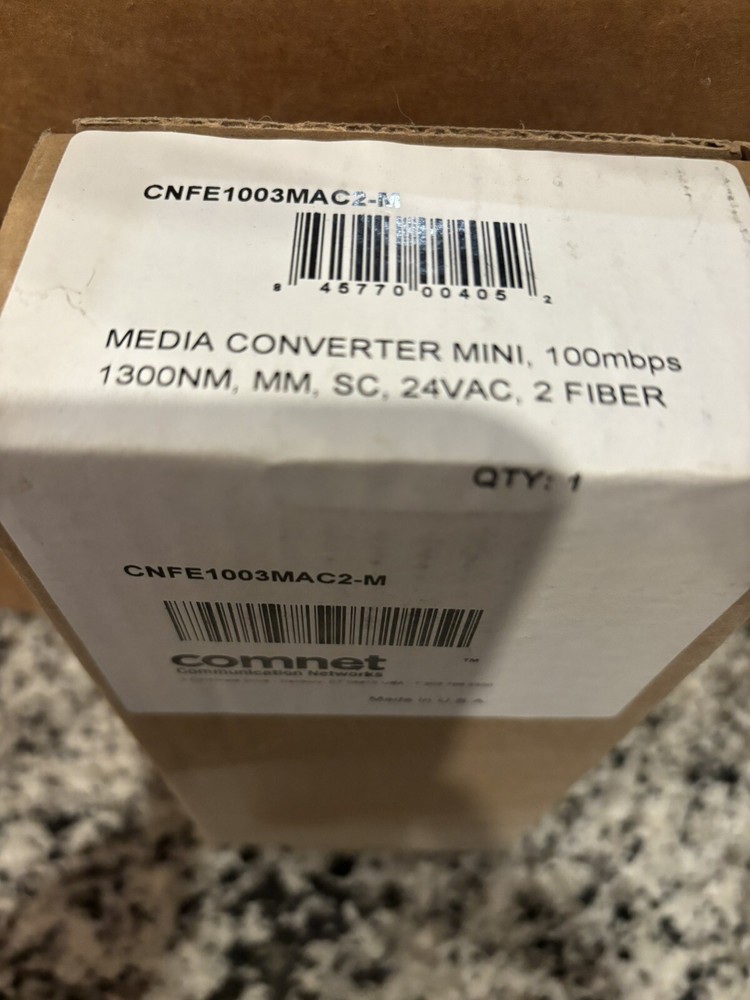 CNFE1003MAC2-M
8 45770 00405 2
MEDIA CONVERTER MINI, 100mbps
1300NM, MM, SC, 24VAC, 2 FIBER
QTY: 1
CNFE1003MAC2-M
comnet ™
Communication Networks
Made in U.S.A.